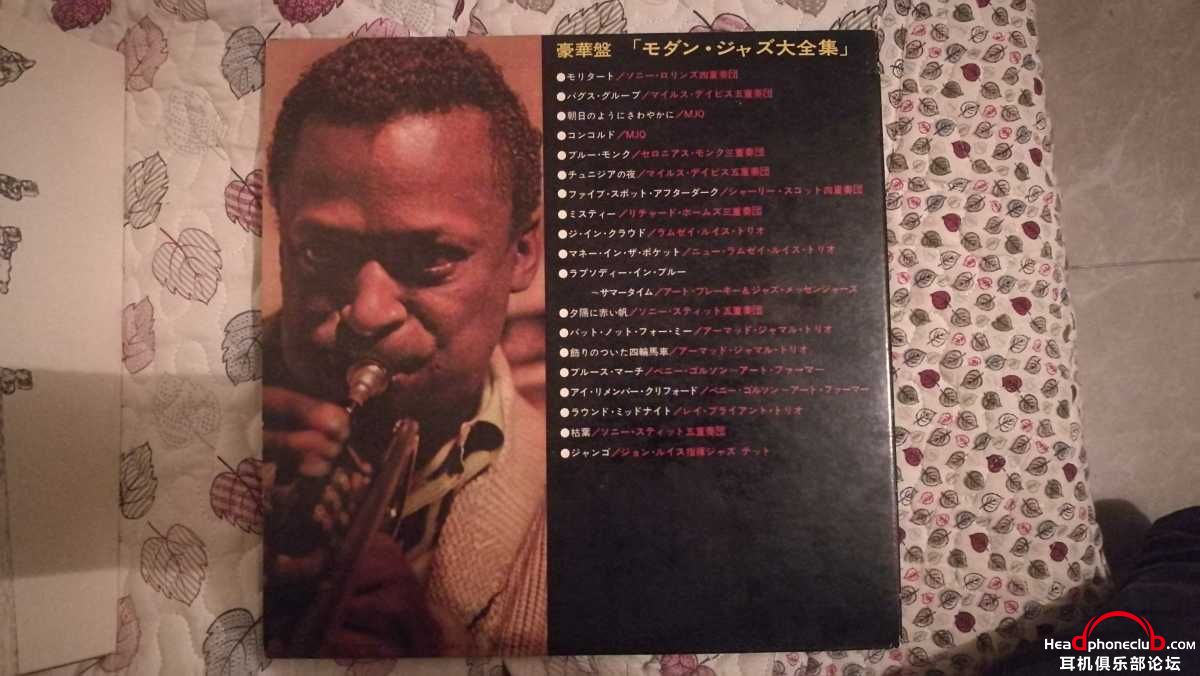 豪華盤 「モダン・ジャズ大全集」
●モリタート／ソニー・ロリンズ四重奏団
●バグス・グルーブ／マイルス・デイビス五重奏団
●朝日のようにさわやかに／MJQ
●コンコルド／MJQ
●ブルー・モンク／セロニアス・モンク三重奏団
●チュニジアの夜／マイルス・デイビス五重奏団
●ファイブ・スポット・アフターダーク／シャーリー・スコット四重奏団
●ミスティー／リチャード・ホームズ三重奏団
●ジ・イン・クラウド／ラムゼイ・ルイス・トリオ
●マネー・イン・ザ・ポケット／ニュー・ラムゼイ・ルイス・トリオ
●ラプソディー・イン・ブルー
～サマータイム／アート・ブレーキー＆ジャズ・メッセンジャーズ
●夕陽に赤い帆／ソニー・スティット五重奏団
●バット・ノット・フォー・ミー／アーマッド・ジャマル・トリオ
●飾りのついた四輪馬車／アーマッド・ジャマル・トリオ
●ブルース・マーチ／ベニー・ゴルソン～アート・ファーマー
●アイ・リメンバー・クリフォード／ベニー・ゴルソン～アート・ファーマー
●ラウンド・ミッドナイト／レイ・ブライアント・トリオ
●枯葉／ソニー・スティット五重奏団
●ジャンゴ／ジョン・ルイス指揮ジャズ テット
HeadphoneclubD.COM
耳机俱乐部论坛